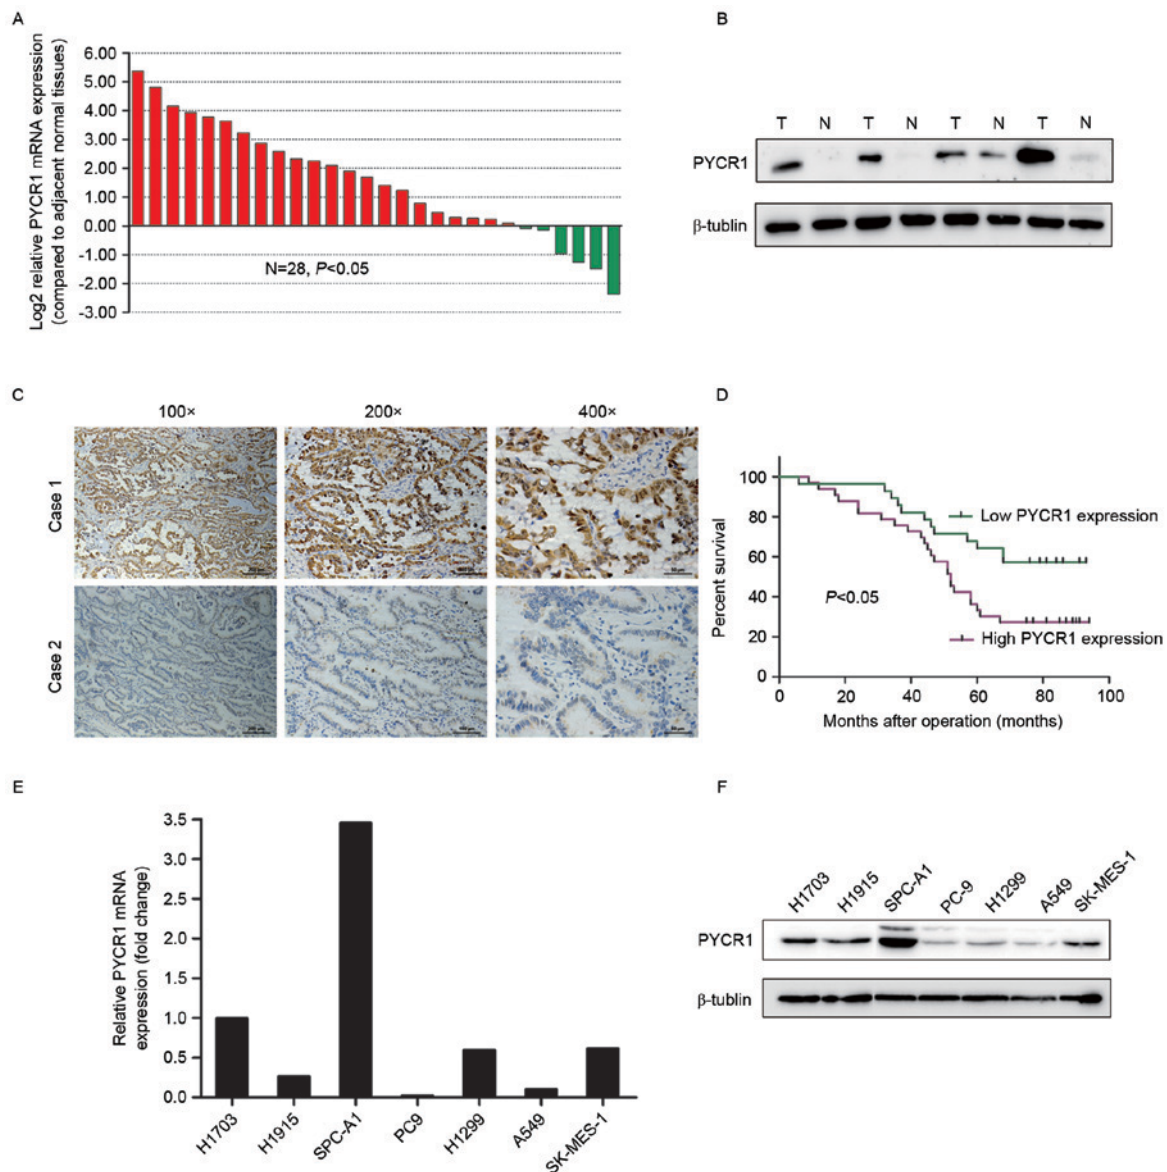 A
Log2 relative PYCR1 mRNA expression
(compared to adjacent normal tissues)
6.00
5.00
4.00
3.00
2.00
1.00
0.00
-1.00
-2.00
-3.00
N=28, P<0.05
B
T N T N T N T N
PYCR1
β-tublin
C
100× 200× 400×
Case 1
Case 2
D
Percent survival
100
80
60
40
20
0
0 20 40 60 80 100
Months after operation (months)
Low PYCR1 expression
P<0.05
High PYCR1 expression
E
Relative PYCR1 mRNA
expression (fold change)
3.5
3.0
2.5
2.0
1.5
1.0
0.5
0.0
H1703 H1915 SPC-A1 PC9 H1299 A549 SK-MES-1
F
H1703 H1915 SPC-A1 PC-9 H1299 A549 SK-MES-1
PYCR1
β-tublin